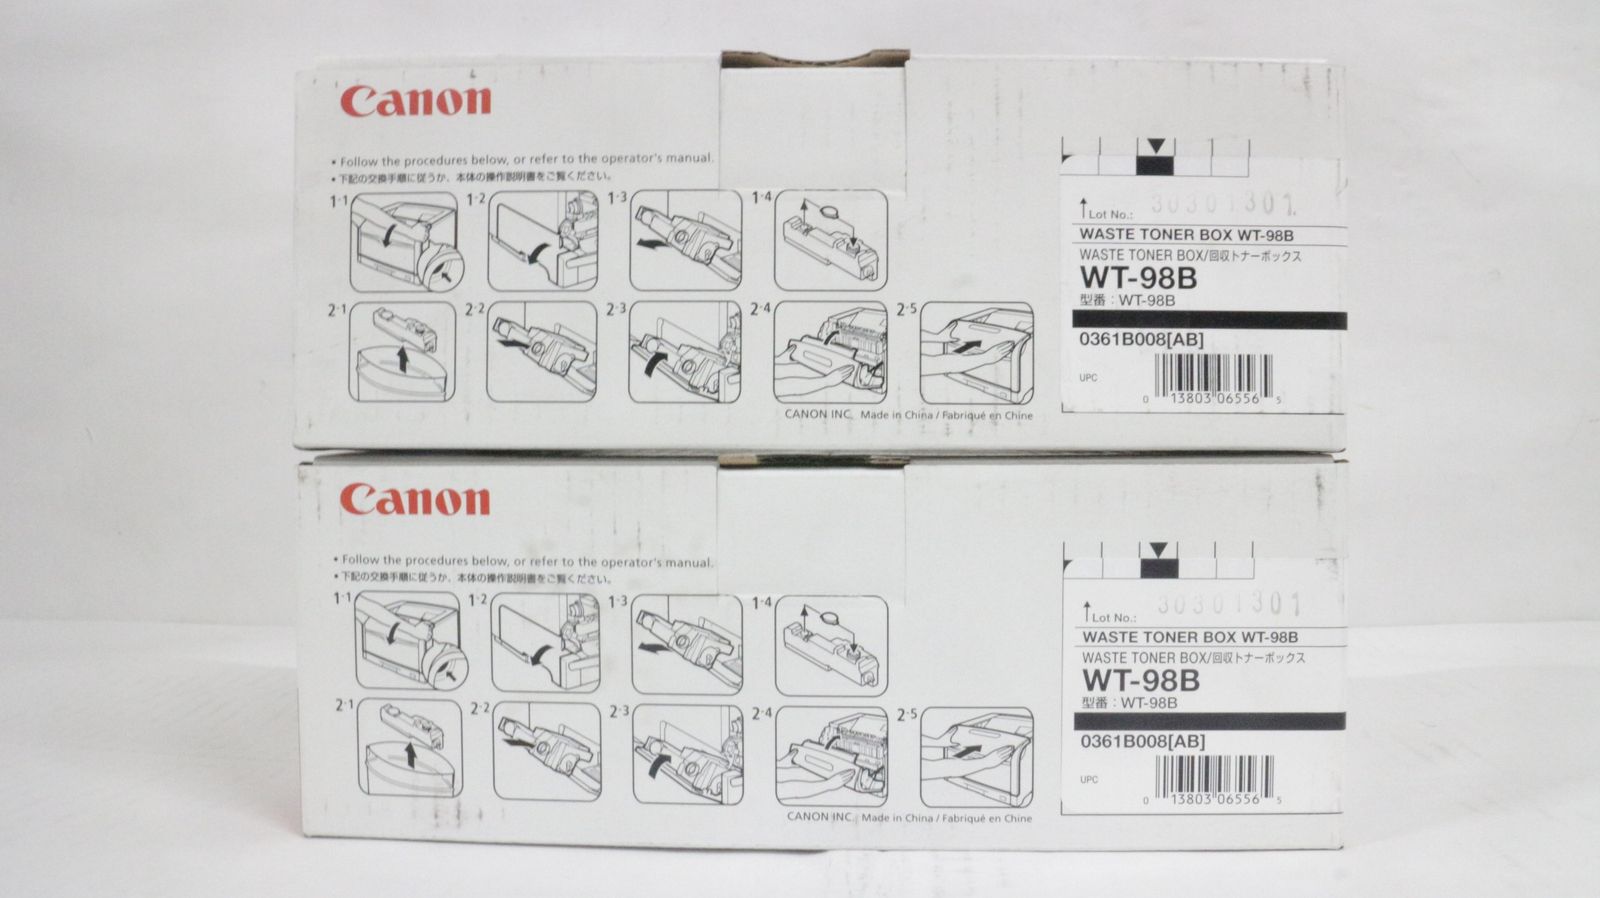 Canon
• Follow the procedures below, or refer to the operator's manual.
• 下記の交換手順に従うか、本体の操作説明書をご覧ください。
1-1 1-2 1-3 1-4
2-1 2-2 2-3 2-4 2-5
CANON INC. Made in China / Fabriqué en Chine
↑Lot No.: 30301301
WASTE TONER BOX WT-98B
WASTE TONER BOX/回収トナーボックス
WT-98B
型番：WT-98B
0361B008[AB]
UPC
0 13803 06556 5
Canon
• Follow the procedures below, or refer to the operator's manual.
• 下記の交換手順に従うか、本体の操作説明書をご覧ください。
1-1 1-2 1-3 1-4
2-1 2-2 2-3 2-4 2-5
CANON INC. Made in China / Fabriqué en Chine
↑Lot No.: 30301301
WASTE TONER BOX WT-98B
WASTE TONER BOX/回収トナーボックス
WT-98B
型番：WT-98B
0361B008[AB]
UPC
0 13803 06556 5